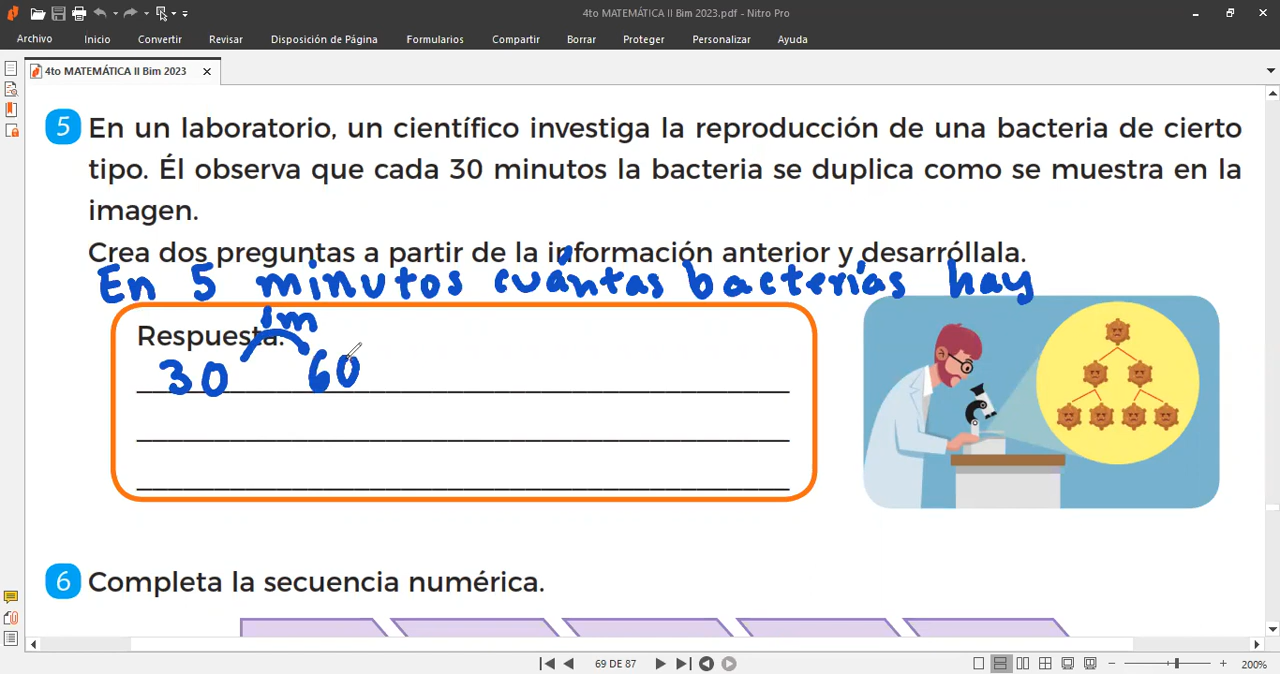 4to MATEMÁTICA II Bim 2023.pdf - Nitro Pro
Archivo Inicio Convertir Revisar Disposición de Página Formularios Compartir Borrar Proteger Personalizar Ayuda
4to MATEMÁTICA II Bim 2023
5 En un laboratorio, un científico investiga la reproducción de una bacteria de cierto
tipo. Él observa que cada 30 minutos la bacteria se duplica como se muestra en la
imagen.
Crea dos preguntas a partir de la información anterior y desarróllala.
En 5 minutos cuántas bacterías hay
Respuesta:
1m
30 60
6 Completa la secuencia numérica.
69 DE 87
200%